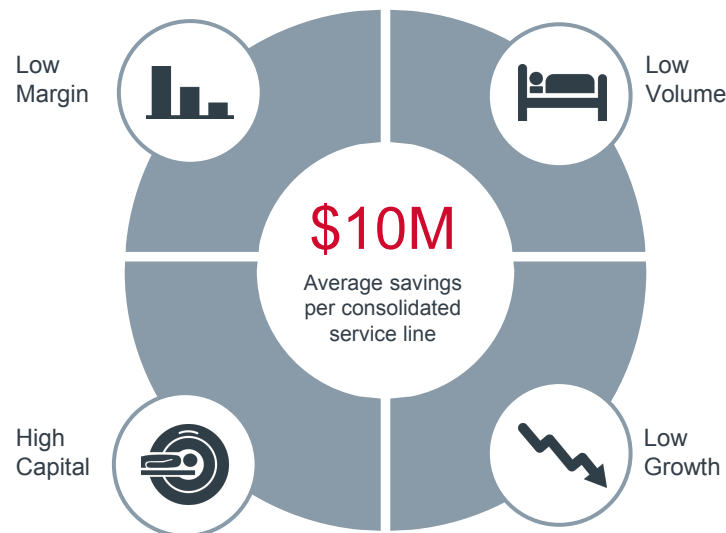 Low
Margin
Low
Volume
$10M
Average savings
per consolidated
service line
High
Capital
Low
Growth